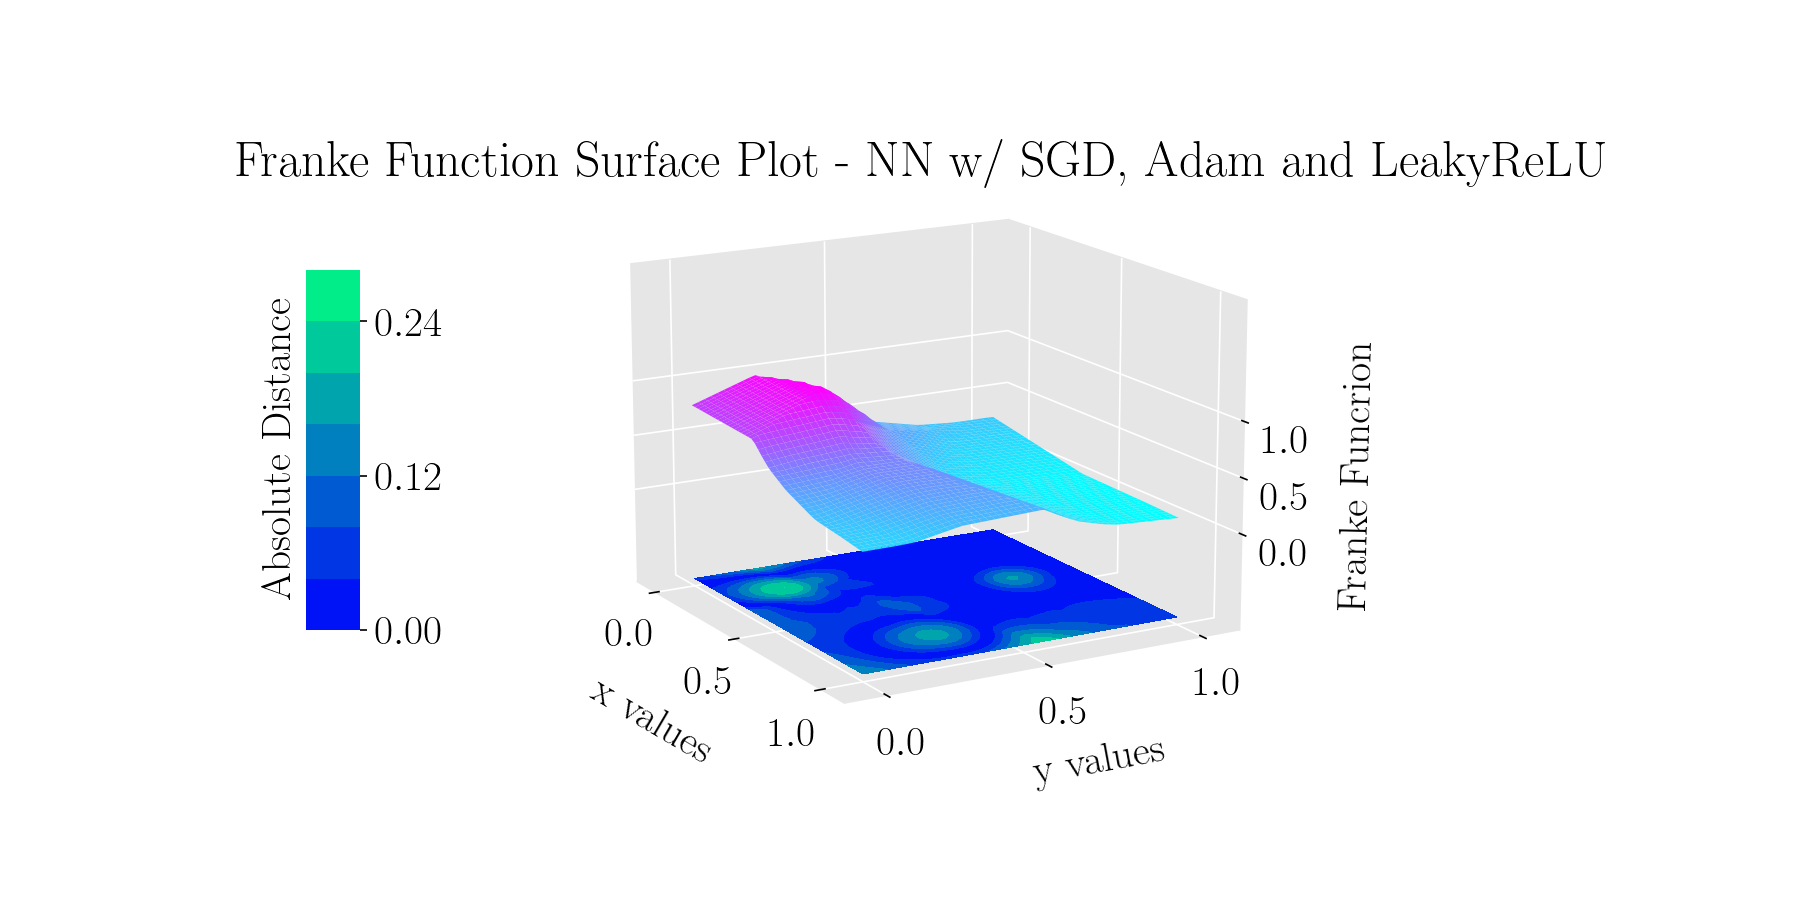 Franke Function Surface Plot - NN w/ SGD, Adam and LeakyReLU
Absolute Distance
0.24
0.12
0.00
x values
0.0
0.5
1.0
y values
0.0
0.5
1.0
Franke Funcrion
1.0
0.5
0.0